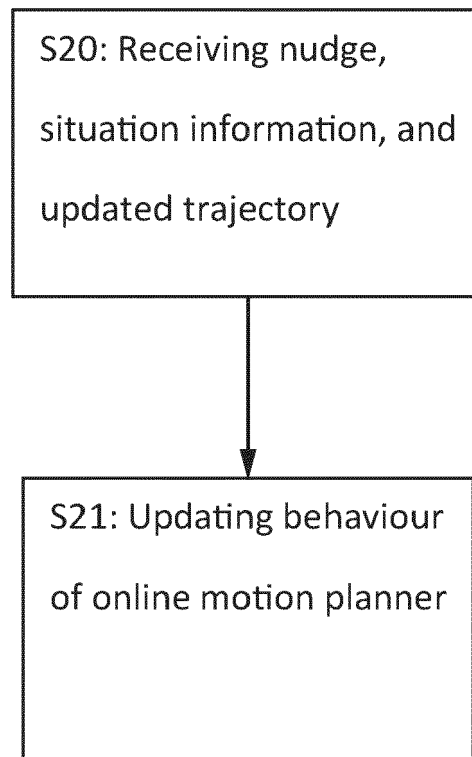 S20: Receiving nudge,
situation information, and
updated trajectory
S21: Updating behaviour
of online motion planner